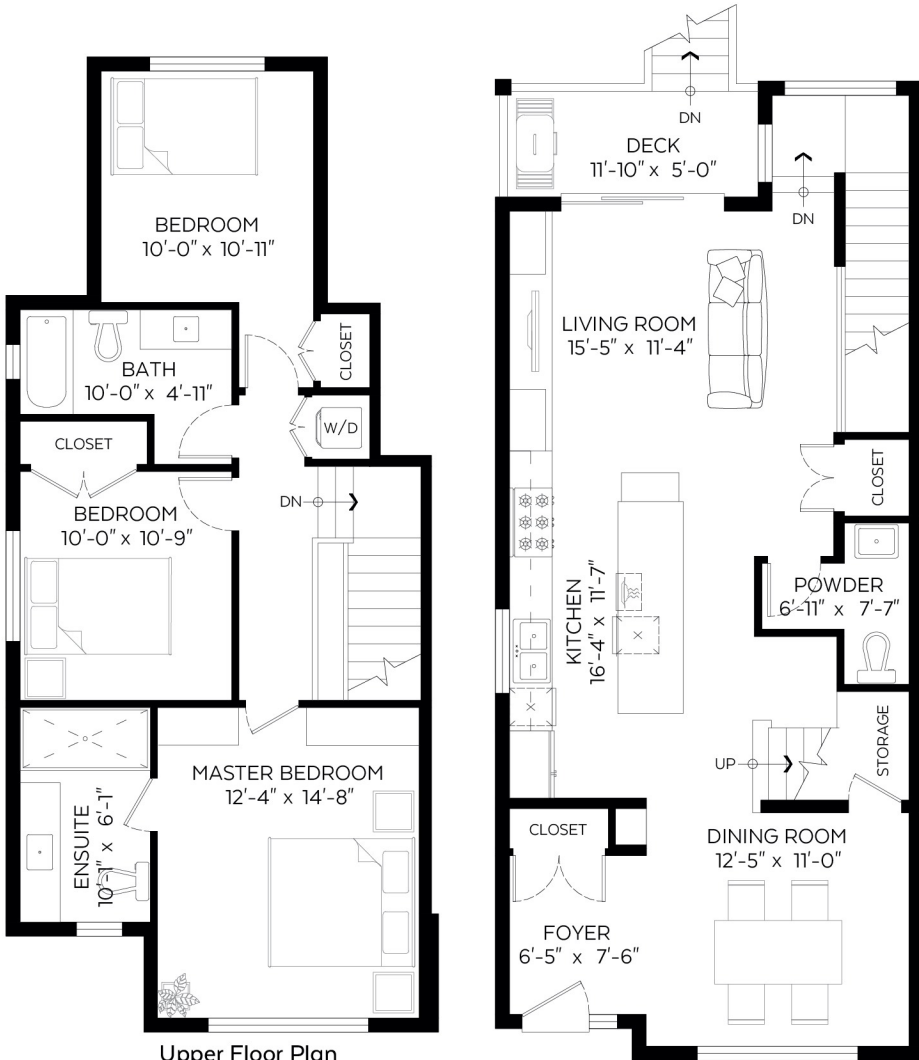 BEDROOM
10'-0" x 10'-11"
CLOSET
BATH
10'-0" x 4'-11"
W/D
CLOSET
BEDROOM
10'-0" x 10'-9"
DN
MASTER BEDROOM
12'-4" x 14'-8"
ENSUITE
10'-1" x 6'-1"
Upper Floor Plan
DN
DECK
11'-10" x 5'-0"
DN
LIVING ROOM
15'-5" x 11'-4"
CLOSET
KITCHEN
16'-4" x 11'-7"
POWDER
6'-11" x 7'-7"
STORAGE
UP
CLOSET
DINING ROOM
12'-5" x 11'-0"
FOYER
6'-5" x 7'-6"